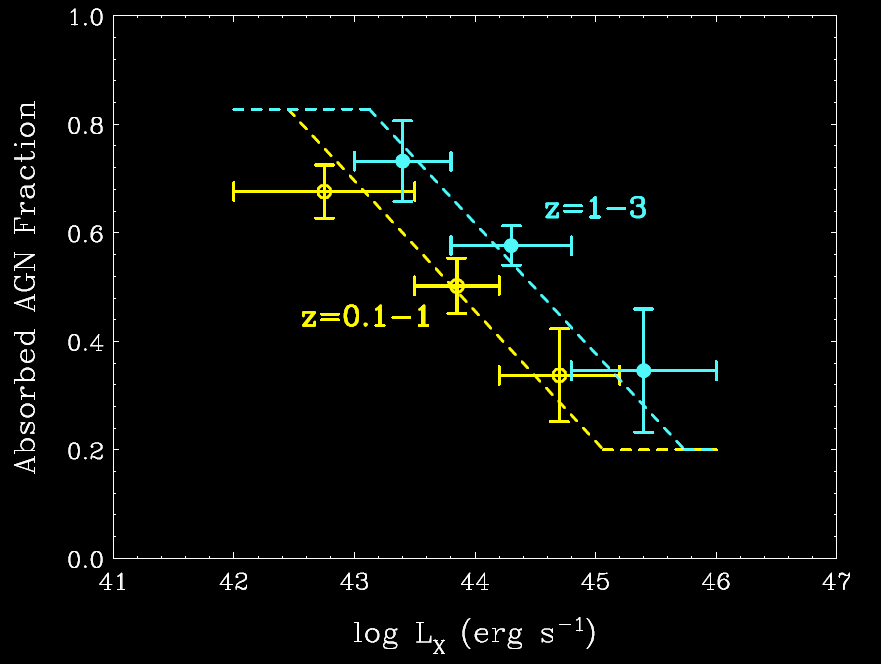 1.0
0.8
0.6
0.4
0.2
0.0
Absorbed AGN Fraction
z=1−3
z=0.1−1
41 42 43 44 45 46 47
log L_X (erg s^−1)